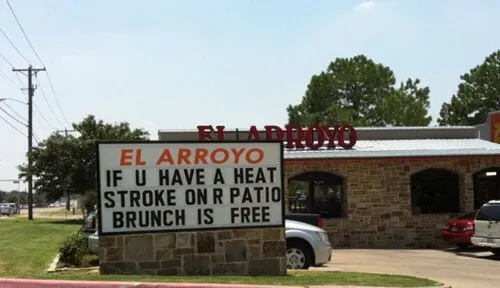 EL ARROYO
EL ARROYO
IF U HAVE A HEAT
STROKE ON R PATIO
BRUNCH IS FREE